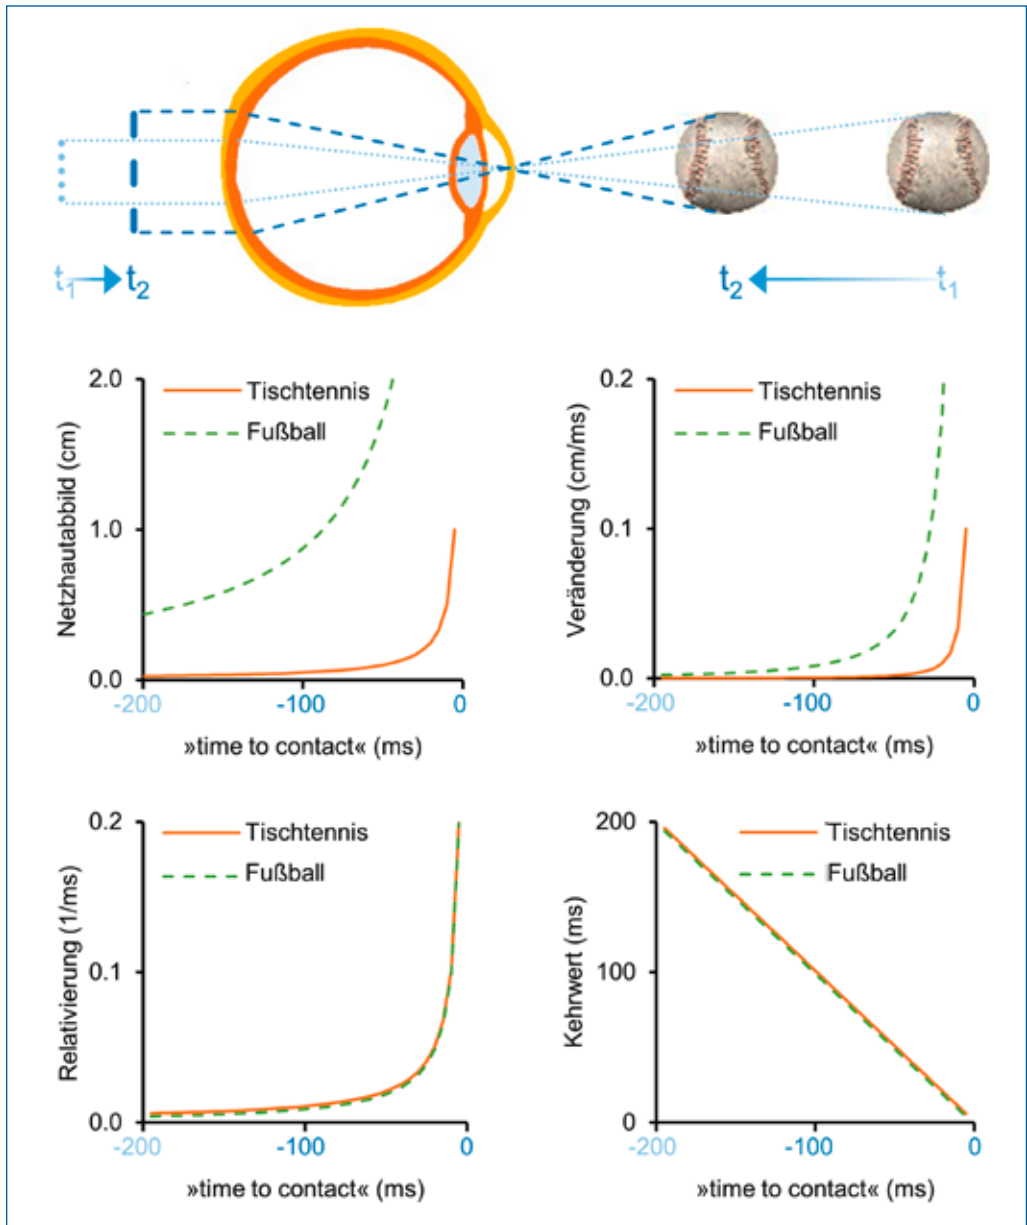 t₁ t₂ t₂ t₁
Tischtennis
Fußball
2.0
1.0
0.0
Netzhautabbild (cm)
-200 -100 0
»time to contact« (ms)
Tischtennis
Fußball
0.2
0.1
0.0
Veränderung (cm/ms)
-200 -100 0
»time to contact« (ms)
Tischtennis
Fußball
0.2
0.1
0.0
Relativierung (1/ms)
-200 -100 0
»time to contact« (ms)
Tischtennis
Fußball
200
100
0
Kehrwert (ms)
-200 -100 0
»time to contact« (ms)